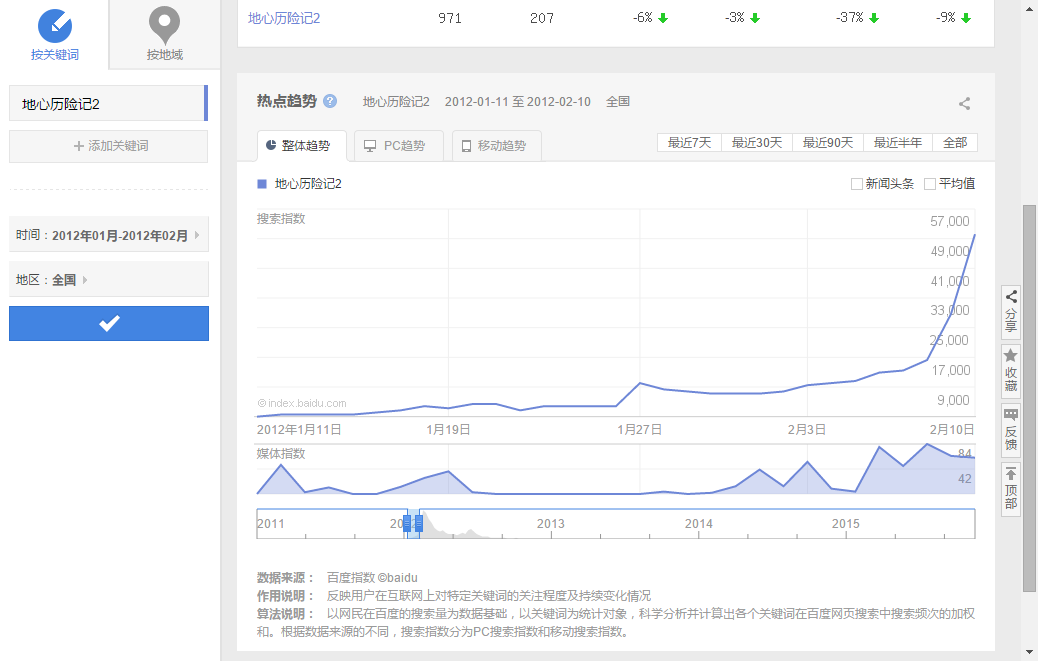 按关键词
按地域
地心历险记2
+ 添加关键词
时间：2012年01月-2012年02月
地区：全国
地心历险记2 971 207 -6% -3% -37% -9%
热点趋势 ? 地心历险记2 2012-01-11 至 2012-02-10 全国
整体趋势 PC趋势 移动趋势
最近7天 最近30天 最近90天 最近半年 全部
地心历险记2
新闻头条 平均值
搜索指数
57,000
49,000
41,000
33,000
25,000
17,000
9,000
©index.baidu.com
2012年1月11日 1月19日 1月27日 2月3日 2月10日
媒体指数
84
42
2011 2013 2014 2015
数据来源： 百度指数 ©baidu
作用说明： 反映用户在互联网上对特定关键词的关注程度及持续变化情况
算法说明： 以网民在百度的搜索量为数据基础，以关键词为统计对象，科学分析并计算出各个关键词在百度网页搜索中搜索频次的加权
和。根据数据来源的不同，搜索指数分为PC搜索指数和移动搜索指数。
分享
收藏
反馈
顶部